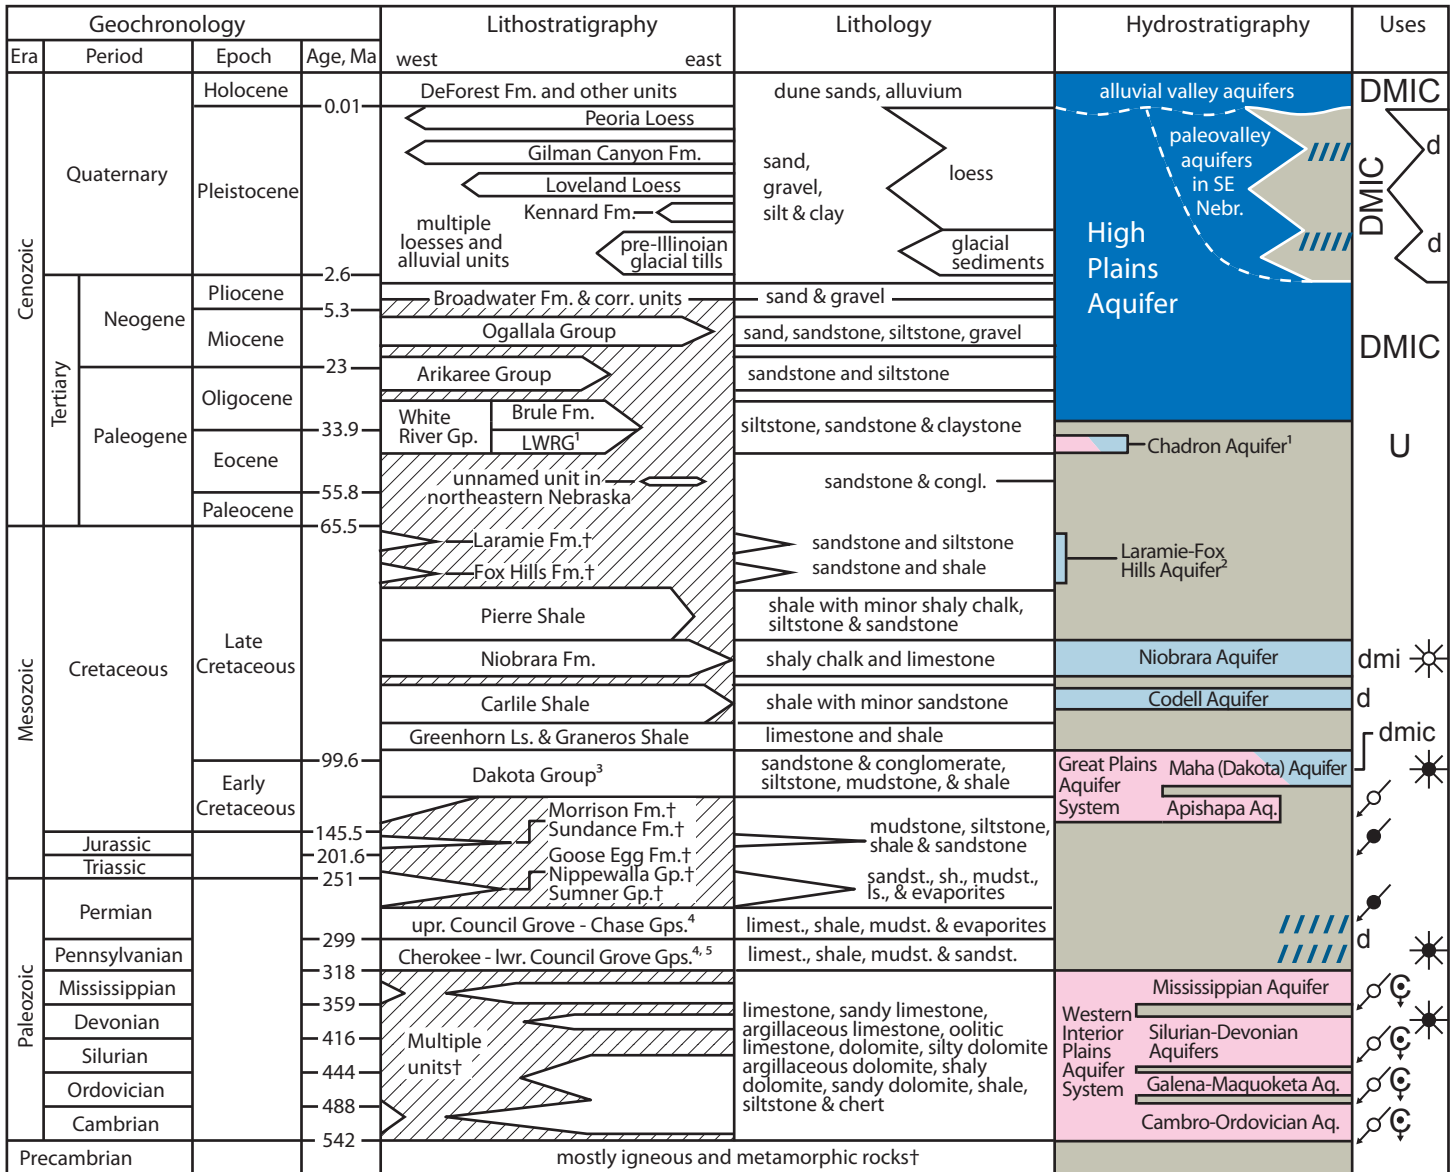 Geochronology
Lithostratigraphy
Lithology
Hydrostratigraphy
Uses
Era
Period
Epoch
Age, Ma
west
east
Cenozoic
Mesozoic
Paleozoic
Tertiary
Quaternary
Neogene
Paleogene
Cretaceous
Jurassic
Triassic
Permian
Pennsylvanian
Mississippian
Devonian
Silurian
Ordovician
Cambrian
Precambrian
Holocene
Pleistocene
Pliocene
Miocene
Oligocene
Eocene
Paleocene
Late
Cretaceous
Early
Cretaceous
0.01
2.6
5.3
23
33.9
55.8
65.5
99.6
145.5
201.6
251
299
318
359
416
444
488
542
DeForest Fm. and other units
Peoria Loess
Gilman Canyon Fm.
Loveland Loess
Kennard Fm.
multiple
loesses and
alluvial units
pre-Illinoian
glacial tills
Broadwater Fm. & corr. units
Ogallala Group
Arikaree Group
White
River Gp.
Brule Fm.
LWRG¹
unnamed unit in
northeastern Nebraska
Laramie Fm.†
Fox Hills Fm.†
Pierre Shale
Niobrara Fm.
Carlile Shale
Greenhorn Ls. & Graneros Shale
Dakota Group³
Morrison Fm.†
Sundance Fm.†
Goose Egg Fm.†
Nippewalla Gp.†
Sumner Gp.†
upr. Council Grove - Chase Gps.⁴
Cherokee - lwr. Council Grove Gps.⁴˒ ⁵
Multiple
units†
mostly igneous and metamorphic rocks†
dune sands, alluvium
sand,
gravel,
silt & clay
loess
glacial
sediments
sand & gravel
sand, sandstone, siltstone, gravel
sandstone and siltstone
siltstone, sandstone & claystone
sandstone & congl.
sandstone and siltstone
sandstone and shale
shale with minor shaly chalk,
siltstone & sandstone
shaly chalk and limestone
shale with minor sandstone
limestone and shale
sandstone & conglomerate,
siltstone, mudstone, & shale
mudstone, siltstone,
shale & sandstone
sandst., sh., mudst.,
ls., & evaporites
limest., shale, mudst. & evaporites
limest., shale, mudst. & sandst.
limestone, sandy limestone,
argillaceous limestone, oolitic
limestone, dolomite, silty dolomite
argillaceous dolomite, shaly
dolomite, sandy dolomite, shale,
siltstone & chert
alluvial valley aquifers
paleovalley
aquifers
in SE
Nebr.
High
Plains
Aquifer
Chadron Aquifer¹
Laramie-Fox
Hills Aquifer²
Niobrara Aquifer
Codell Aquifer
Great Plains
Aquifer
System
Maha (Dakota) Aquifer
Apishapa Aq.
Western
Interior
Plains
Aquifer
System
Mississippian Aquifer
Silurian-Devonian
Aquifers
Galena-Maquoketa Aq.
Cambro-Ordovician Aq.
DMIC
DMIC
d
d
DMIC
U
dmi
d
dmic
d
C
C
C
C